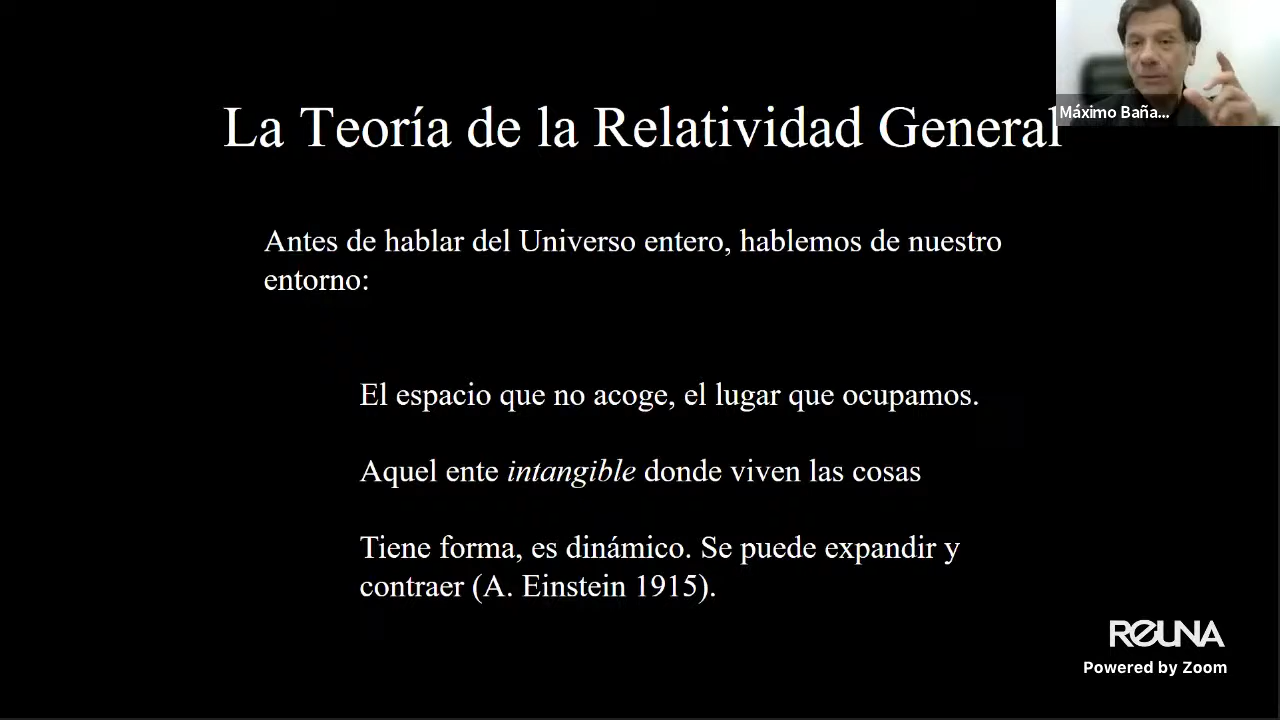 La Teoría de la Relatividad General
Máximo Baña...
Antes de hablar del Universo entero, hablemos de nuestro
entorno:
El espacio que no acoge, el lugar que ocupamos.
Aquel ente intangible donde viven las cosas
Tiene forma, es dinámico. Se puede expandir y
contraer (A. Einstein 1915).
REUNA
Powered by Zoom